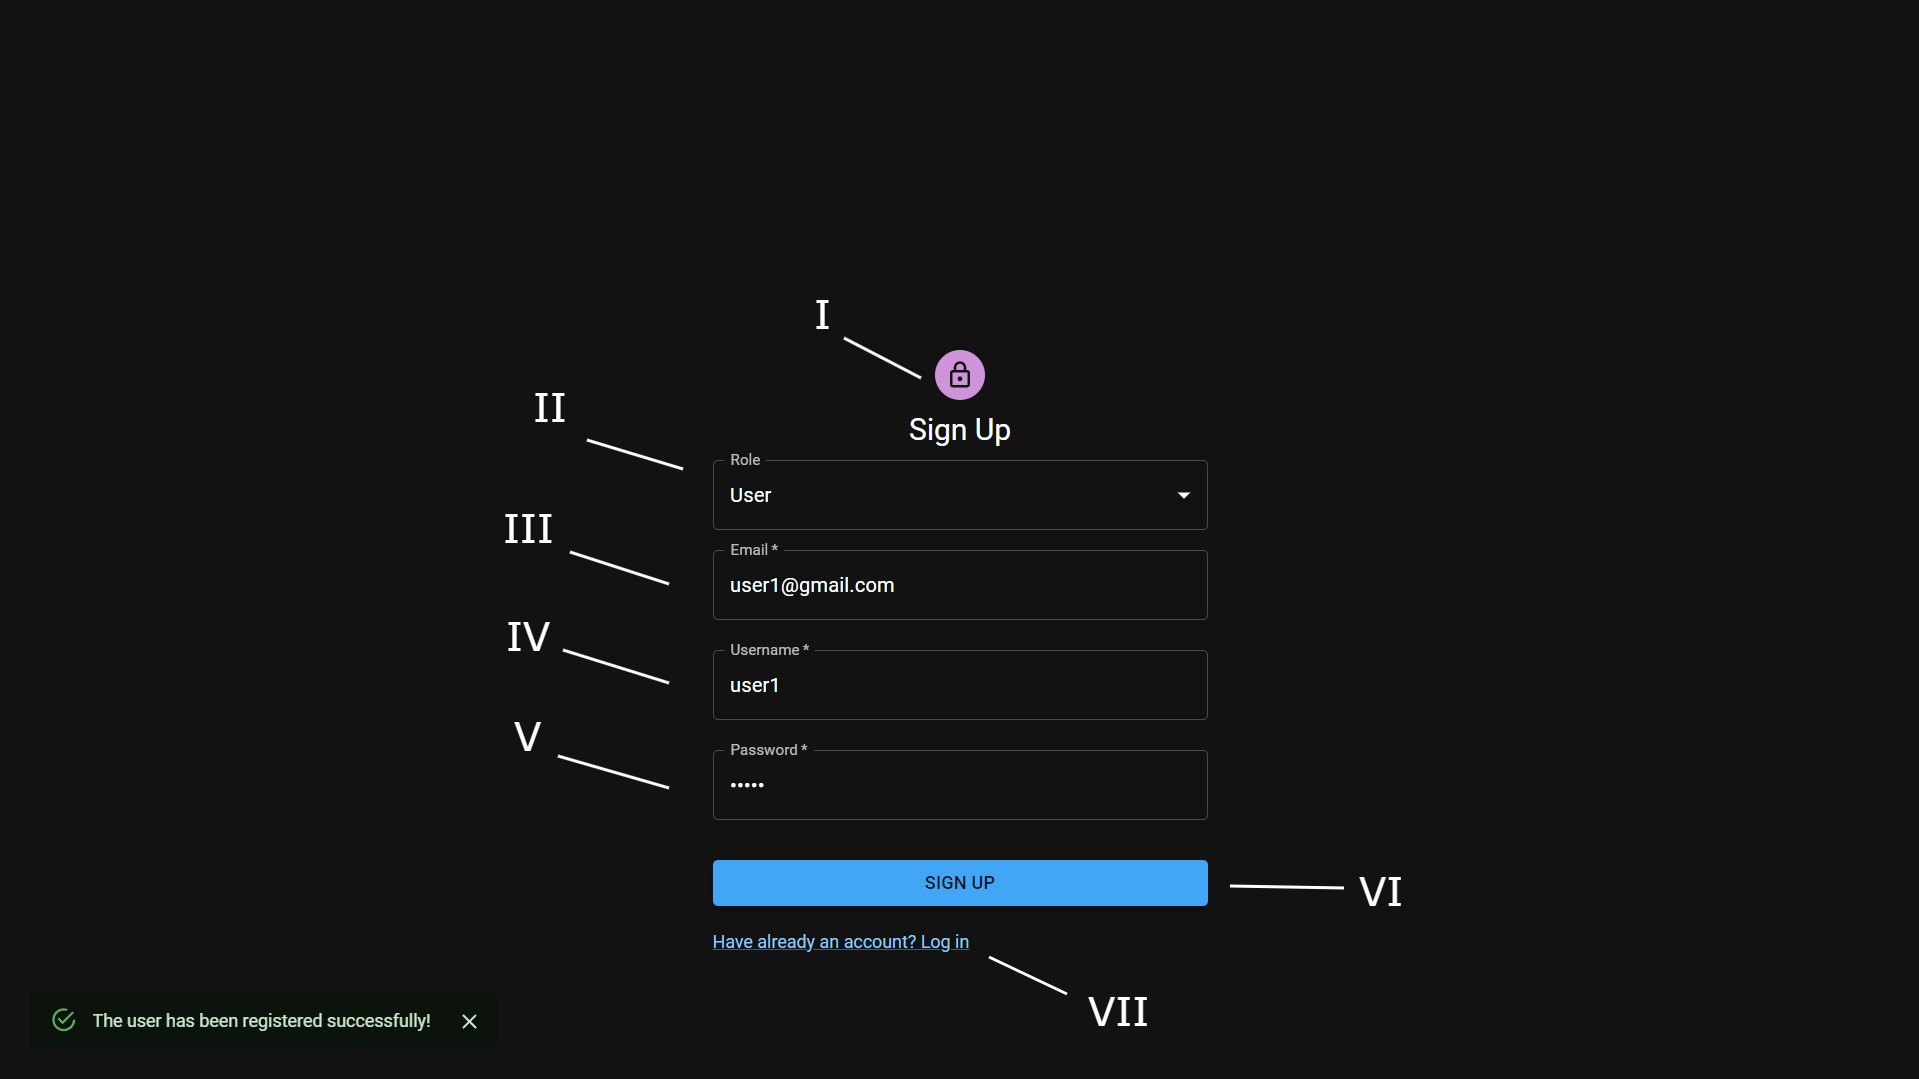 I
II
Sign Up
Role
User
III
Email *
user1@gmail.com
IV
Username *
user1
V
Password *
•••••
SIGN UP
VI
Have already an account? Log in
VII
The user has been registered successfully!